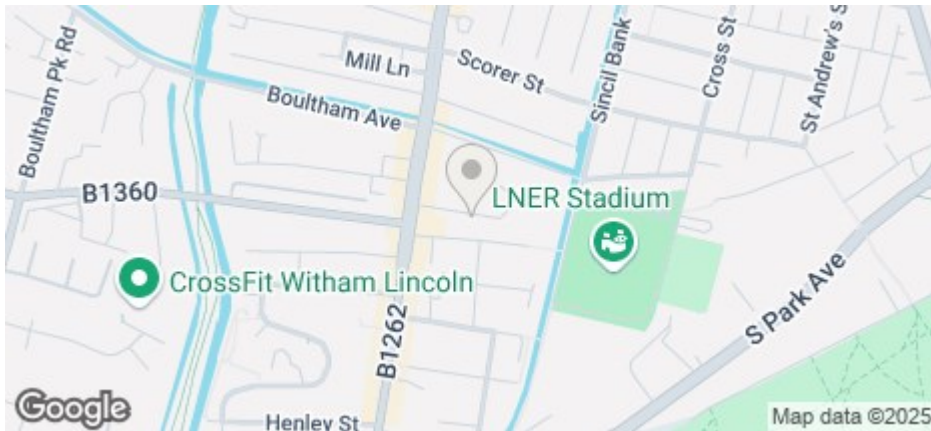 Boultham Pk Rd
Mill Ln
Boultham Ave
Scorer St
Sincil Bank
Cross St
St Andrew's S
B1360
LNER Stadium
CrossFit Witham Lincoln
B1262
S Park Ave
Henley St
Google
Map data ©2025